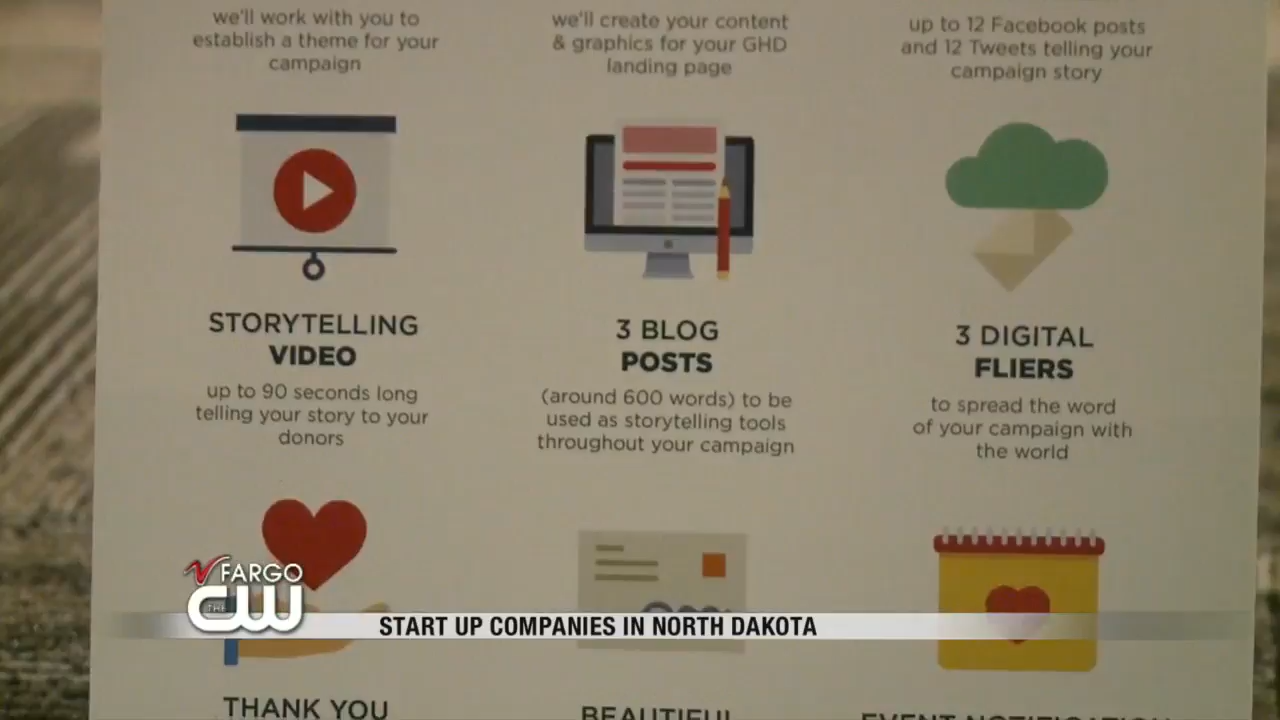 we'll work with you to
establish a theme for your
campaign
we'll create your content
& graphics for your GHD
landing page
up to 12 Facebook posts
and 12 Tweets telling your
campaign story
STORYTELLING
VIDEO
up to 90 seconds long
telling your story to your
donors
3 BLOG
POSTS
(around 600 words) to be
used as storytelling tools
throughout your campaign
3 DIGITAL
FLIERS
to spread the word
of your campaign with
the world
V FARGO
THE
CW
START UP COMPANIES IN NORTH DAKOTA
THANK YOU
BEAUTIFUL
EVENT NOTIFICATION